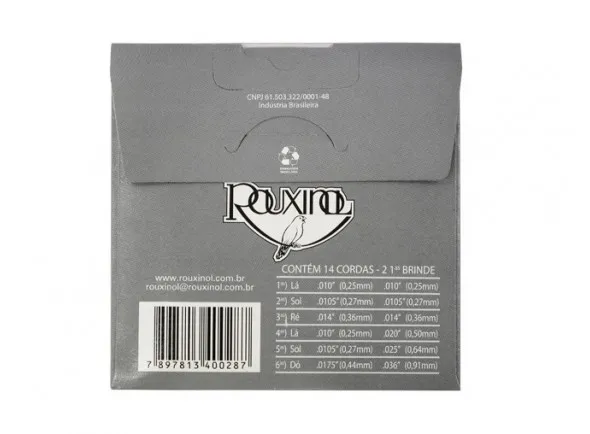 CNPJ 61.503.322/0001-48
Indústria Brasileira
ROUXINOL
CONTÉM 14 CORDAS - 2 1ªˢ BRINDE
www.rouxinol.com.br
rouxinol@rouxinol.com.br
1ª) Lá .010" (0,25mm) .010" (0,25mm)
2ª) Sol .0105"(0,27mm) .0105"(0,27mm)
3ª) Ré .014" (0,36mm) .014" (0,36mm)
4ª) Lá .010" (0,25mm) .020" (0,50mm)
5ª) Sol .0105"(0,27mm) .025" (0,64mm)
6ª) Dó .0175"(0,44mm) .036" (0,91mm)
7 897813 400287